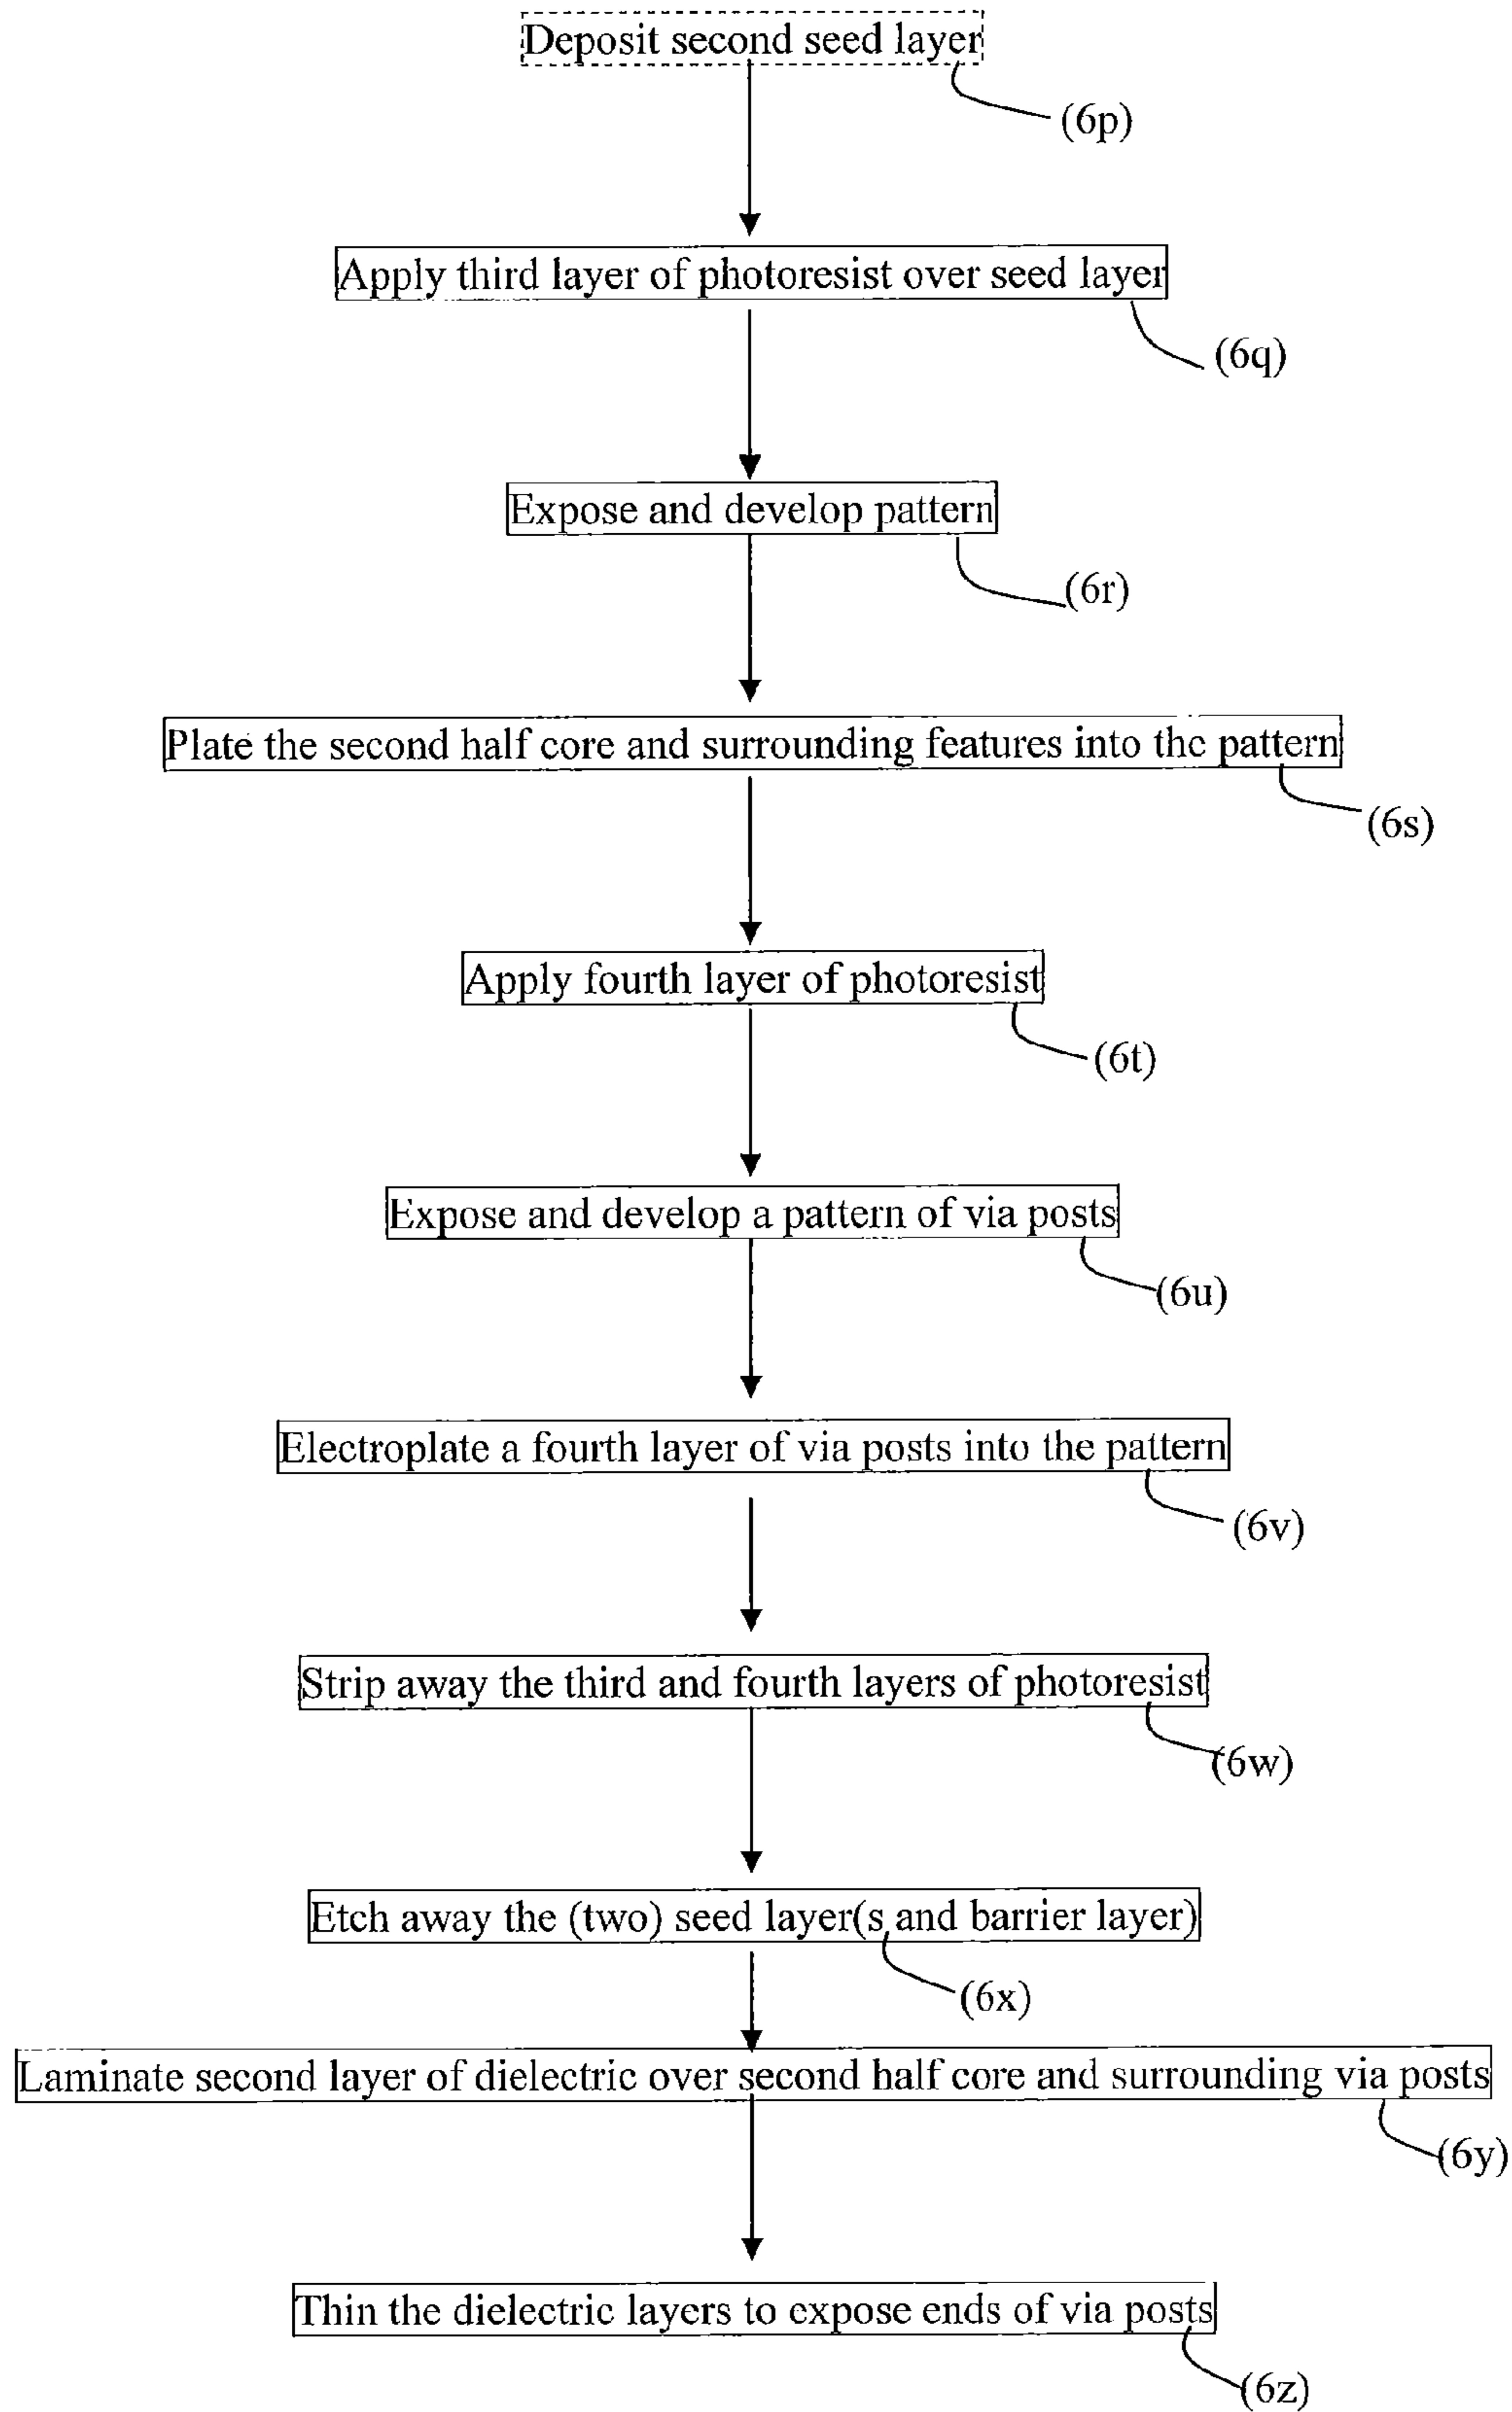 Deposit second seed layer
(6p)
Apply third layer of photoresist over seed layer
(6q)
Expose and develop pattern
(6r)
Plate the second half core and surrounding features into the pattern
(6s)
Apply fourth layer of photoresist
(6t)
Expose and develop a pattern of via posts
(6u)
Electroplate a fourth layer of via posts into the pattern
(6v)
Strip away the third and fourth layers of photoresist
(6w)
Etch away the (two) seed layer(s and barrier layer)
(6x)
Laminate second layer of dielectric over second half core and surrounding via posts
(6y)
Thin the dielectric layers to expose ends of via posts
(6z)